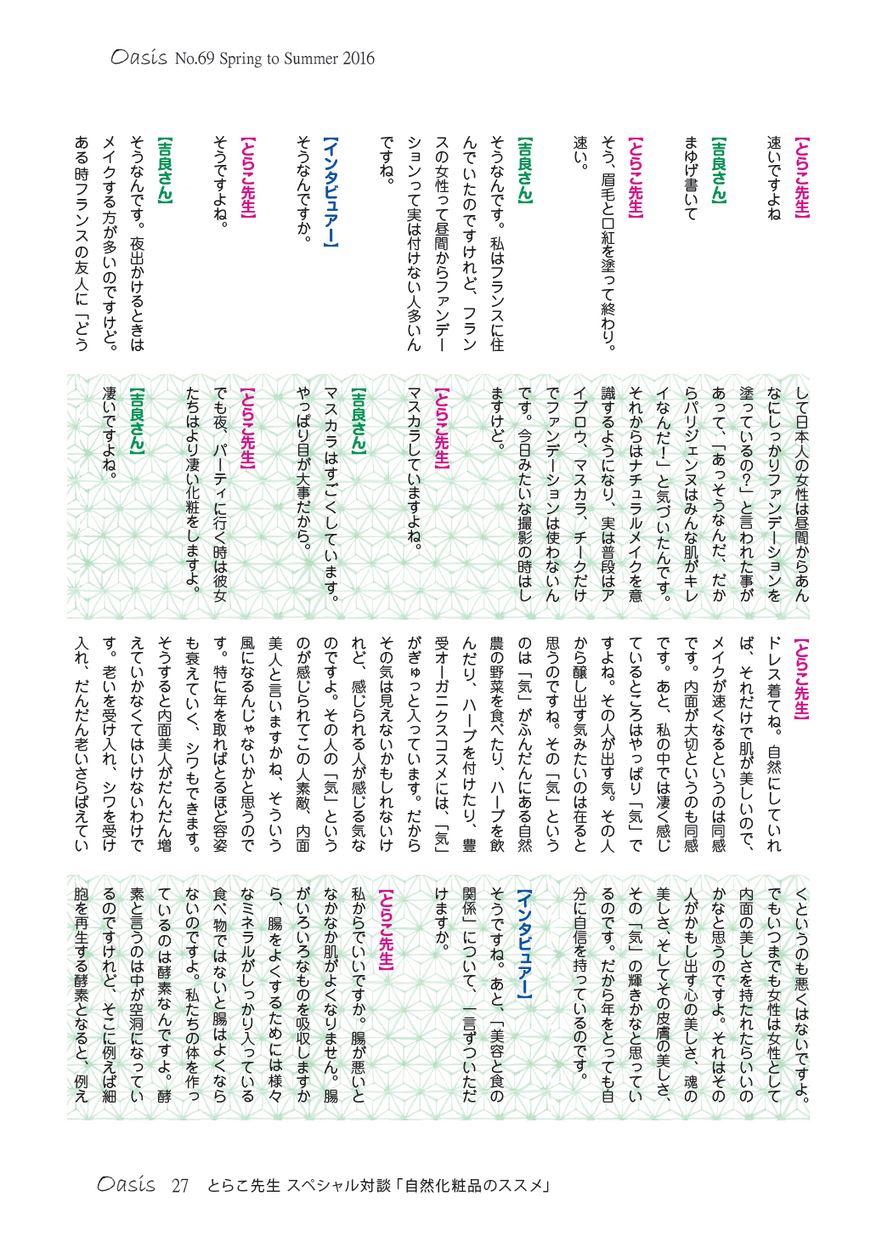 Oasis No.69 Spring to Summer 2016
【とらこ先生】
速いですよね
【吉良さん】
まゆげ書いて
【とらこ先生】
そう、眉毛と口紅を塗って終わり。
速い。
【吉良さん】
そうなんです。私はフランスに住
んでいたのですけれど、フラン
スの女性って昼間からファンデー
ションって実は付けない人多いん
ですね。
【インタビュアー】
そうなんですか。
【とらこ先生】
そうですよね。
【吉良さん】
そうなんです。夜出かけるときは
メイクする方が多いのですけど。
ある時フランスの友人に「どう
して日本人の女性は昼間からあん
なにしっかりファンデーションを
塗っているの？」と言われた事が
あって、「あっそうなんだ、だか
らパリジェンヌはみんな肌がキレ
イなんだ！」と気づいたんです。
それからはナチュラルメイクを意
識するようになり、実は普段はア
イブロウ、マスカラ、チークだけ
でファンデーションは使わないん
です。今日みたいな撮影の時はし
ますけど。
【とらこ先生】
マスカラしていますよね。
【吉良さん】
マスカラはすごくしています。
やっぱり目が大事だから。
【とらこ先生】
でも夜、パーティに行く時は彼女
たちはより凄い化粧をしますよ。
【吉良さん】
凄いですよね。
【とらこ先生】
ドレス着てね。自然にしていれ
ば、それだけで肌が美しいので、
メイクが速くなるというのは同感
です。内面が大切というのも同感
です。あと、私の中では凄く感じ
ているところはやっぱり「気」で
すよね。その人が出す気。その人
から醸し出す気みたいのは在ると
思うのですね。その「気」という
のは「気」がふんだんにある自然
農の野菜を食べたり、ハーブを飲
んだり、ハーブを付けたり、豊
受オーガニクスコスメには、「気」
がぎゅっと入っています。だから
その気は見えないかもしれないけ
れど、感じられる人が感じる気な
のですよ。その人の「気」という
のが感じられてこの人素敵、内面
美人と言いますかね、そういう
風になるんじゃないかと思うので
す。特に年を取ればとるほど容姿
も衰えていく、シワもできます。
そうすると内面美人がだんだん増
えていかなくてはいけないわけで
す。老いを受け入れ、シワを受け
入れ、だんだん老いさらばえてい
くというのも悪くはないですよ。
でもいつまでも女性は女性として
内面の美しさを持たれたらいいの
かなと思うのですよ。それはその
人がかもし出す心の美しさ、魂の
美しさ、そしてその皮膚の美しさ、
その「気」の輝きかなと思ってい
るのです。だから年をとっても自
分に自信を持っているのです。
【インタビュアー】
そうですね。あと、「美容と食の
関係」について、一言ずついただ
けますか。
【とらこ先生】
私からでいいですか。腸が悪いと
なかなか肌がよくなりません。腸
がいろいろなものを吸収しますか
ら、腸をよくするためには様々
なミネラルがしっかり入っている
食べ物ではないと腸はよくなら
ないのですよ。私たちの体を作っ
ているのは酵素なんですよ。酵
素と言うのは中が空洞になってい
るのですけれど、そこに例えば細
胞を再生する酵素となると、例え
Oasis 27 とらこ先生 スペシャル対談「自然化粧品のススメ」